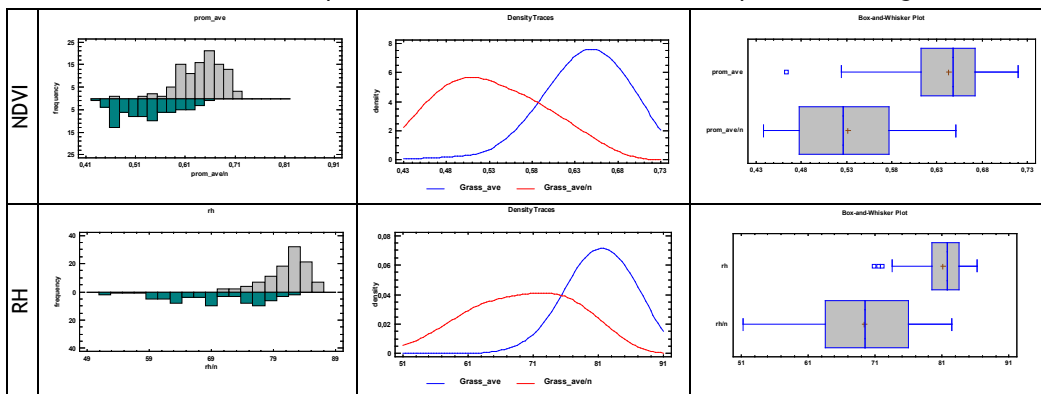 NDVI
prom_ave
frequency
25
15
5
5
15
25
0,41 0,51 0,61 0,71 0,81 0,91
prom_ave/n
Density Traces
density
8
6
4
2
0
0,43 0,48 0,53 0,58 0,63 0,68 0,73
Grass_ave Grass_ave/n
Box-and-Whisker Plot
prom_ave
prom_ave/n
0,43 0,48 0,53 0,58 0,63 0,68 0,73
RH
rh
frequency
40
20
0
20
40
49 59 69 79 89
rh/n
Density Traces
density
0,08
0,06
0,04
0,02
0
51 61 71 81 91
Grass_ave Grass_ave/n
Box-and-Whisker Plot
rh
rh/n
51 61 71 81 91